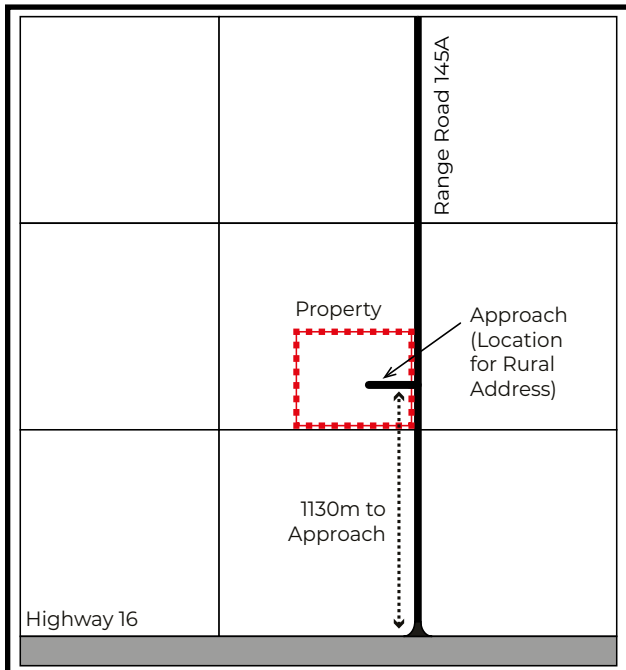 Range Road 145A
Property
Approach
(Location
for Rural
Address)
1130m to
Approach
Highway 16